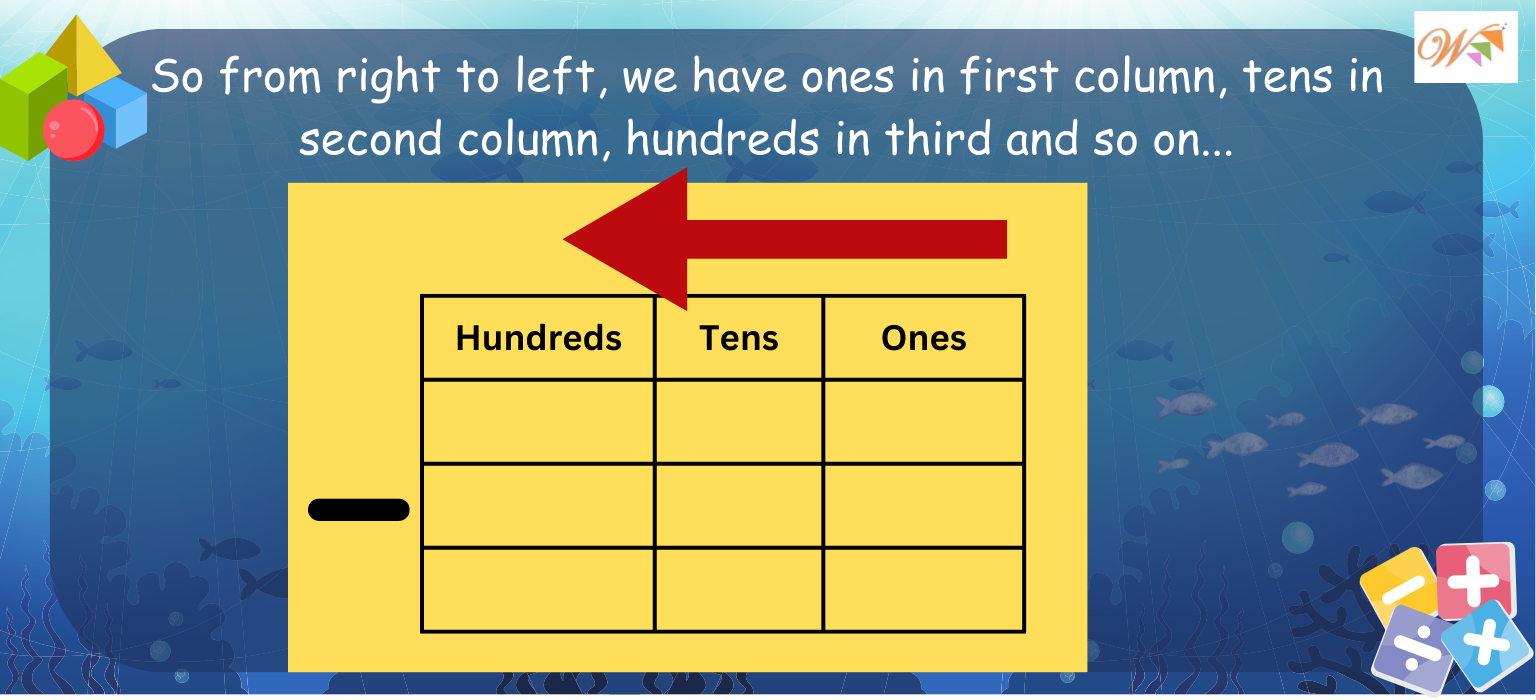 So from right to left, we have ones in first column, tens in
second column, hundreds in third and so on...
Hundreds Tens Ones